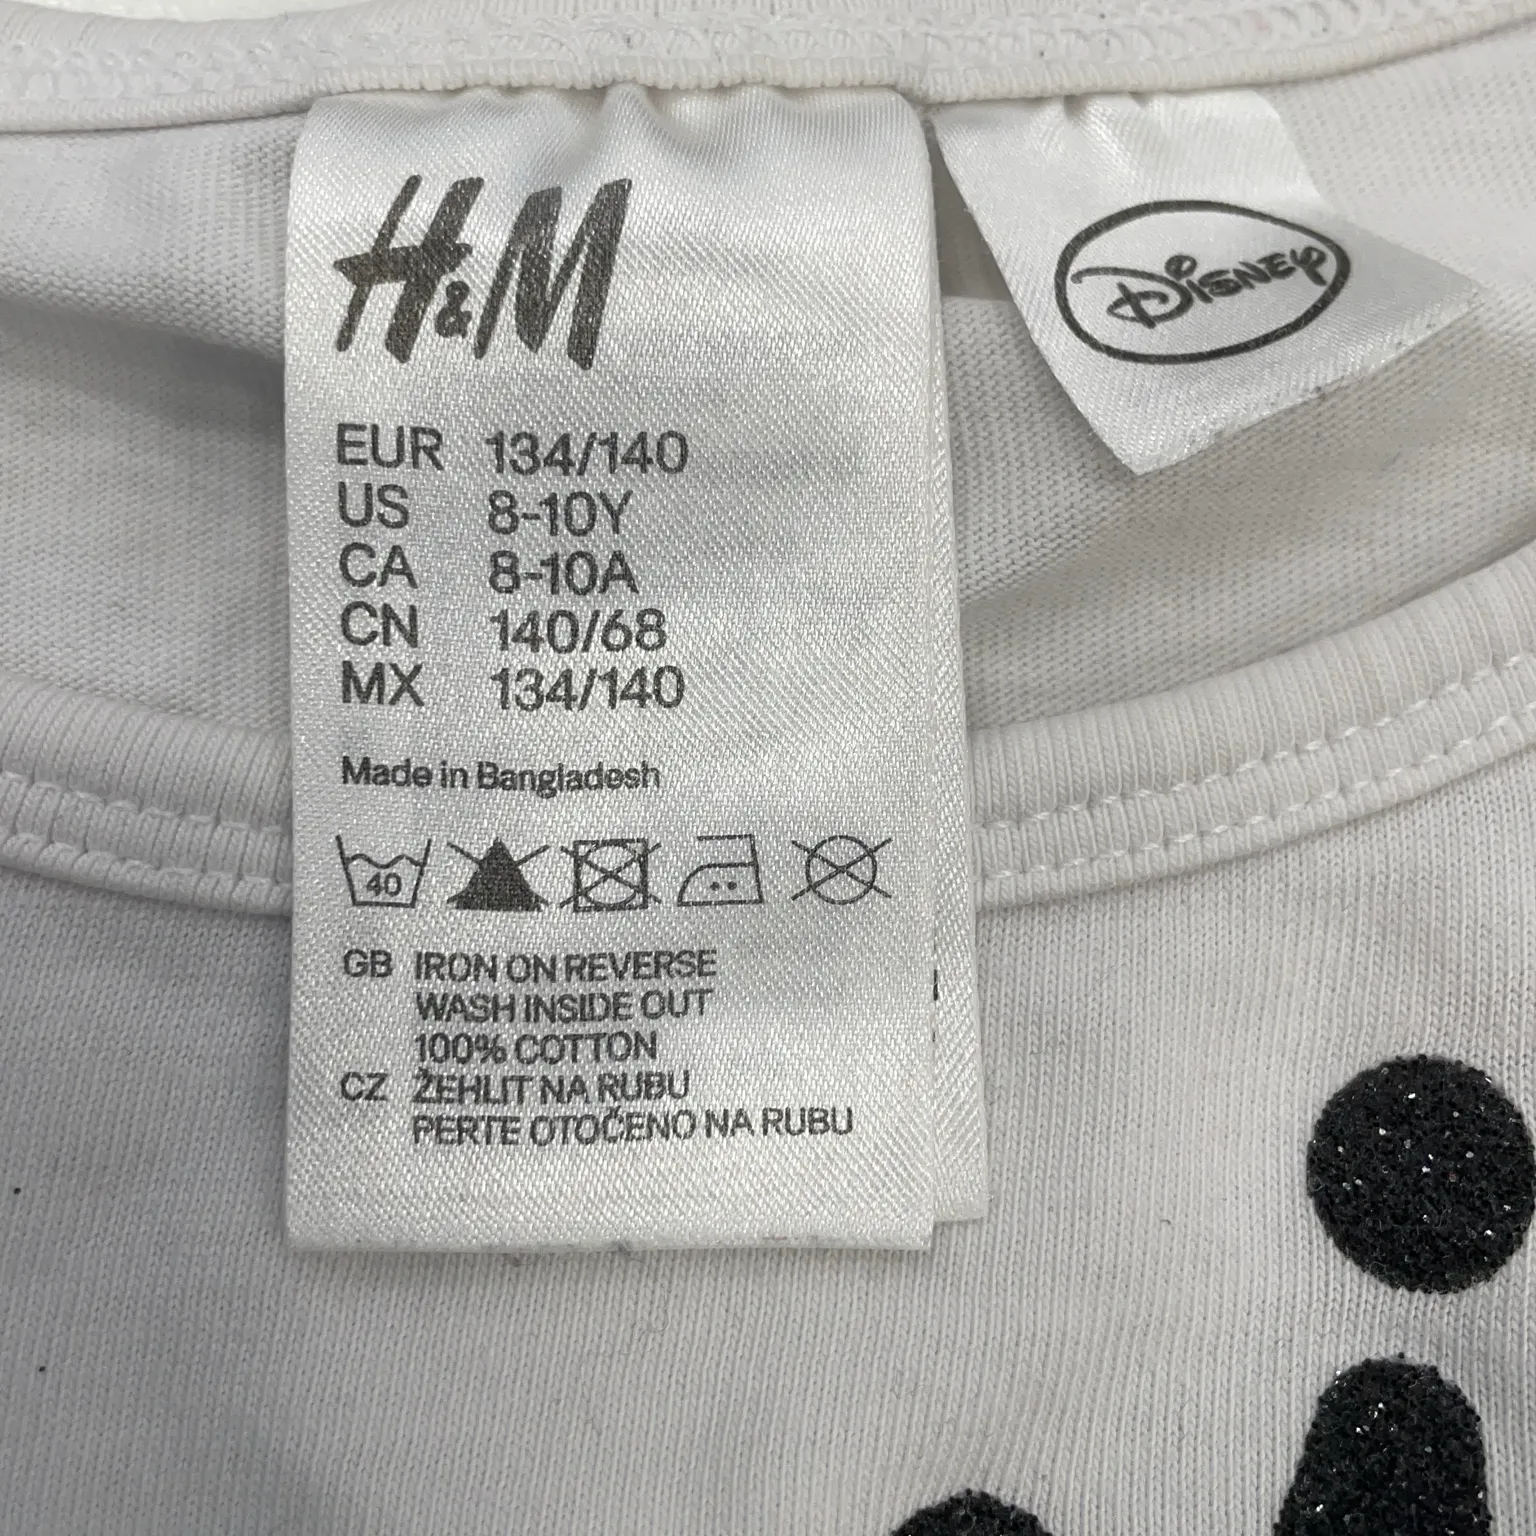 H&M
Disney
EUR 134/140
US 8-10Y
CA 8-10A
CN 140/68
MX 134/140
Made in Bangladesh
40
GB IRON ON REVERSE
WASH INSIDE OUT
100% COTTON
CZ ŽEHLIT NA RUBU
PERTE OTOČENO NA RUBU